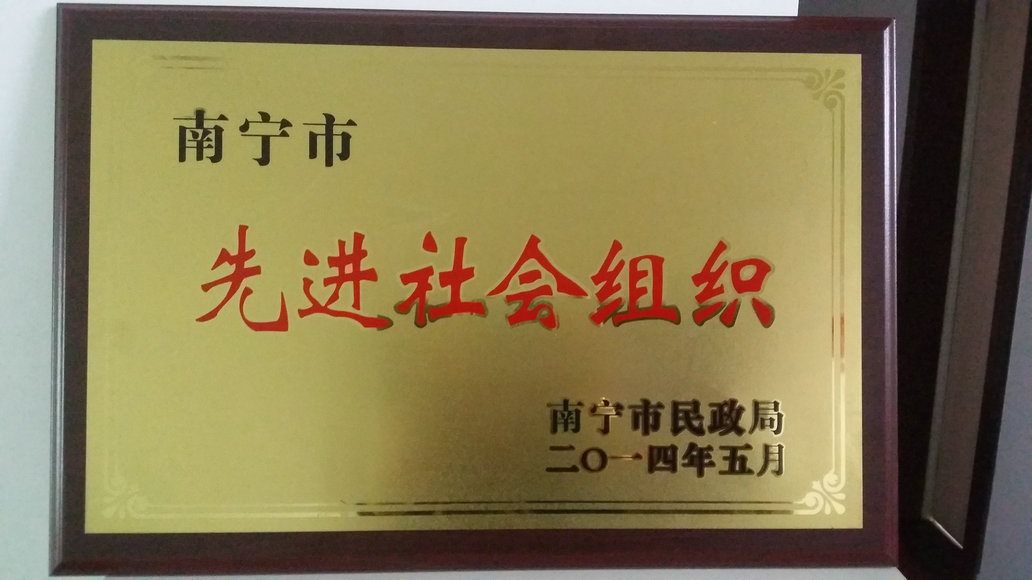 南宁市
先进社会组织
南宁市民政局
二〇一四年五月